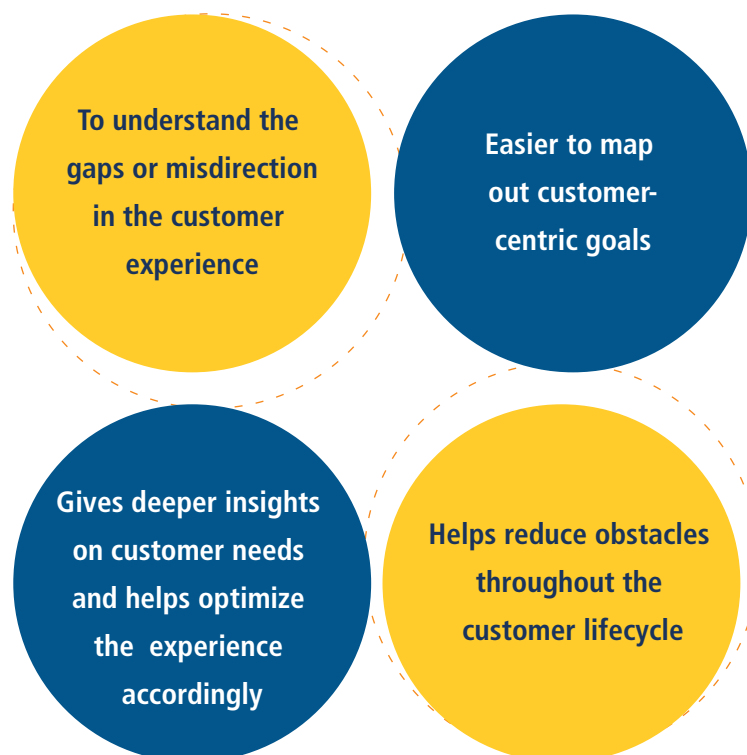 To understand the
gaps or misdirection
in the customer
experience
Easier to map
out customer-
centric goals
Gives deeper insights
on customer needs
and helps optimize
the experience
accordingly
Helps reduce obstacles
throughout the
customer lifecycle